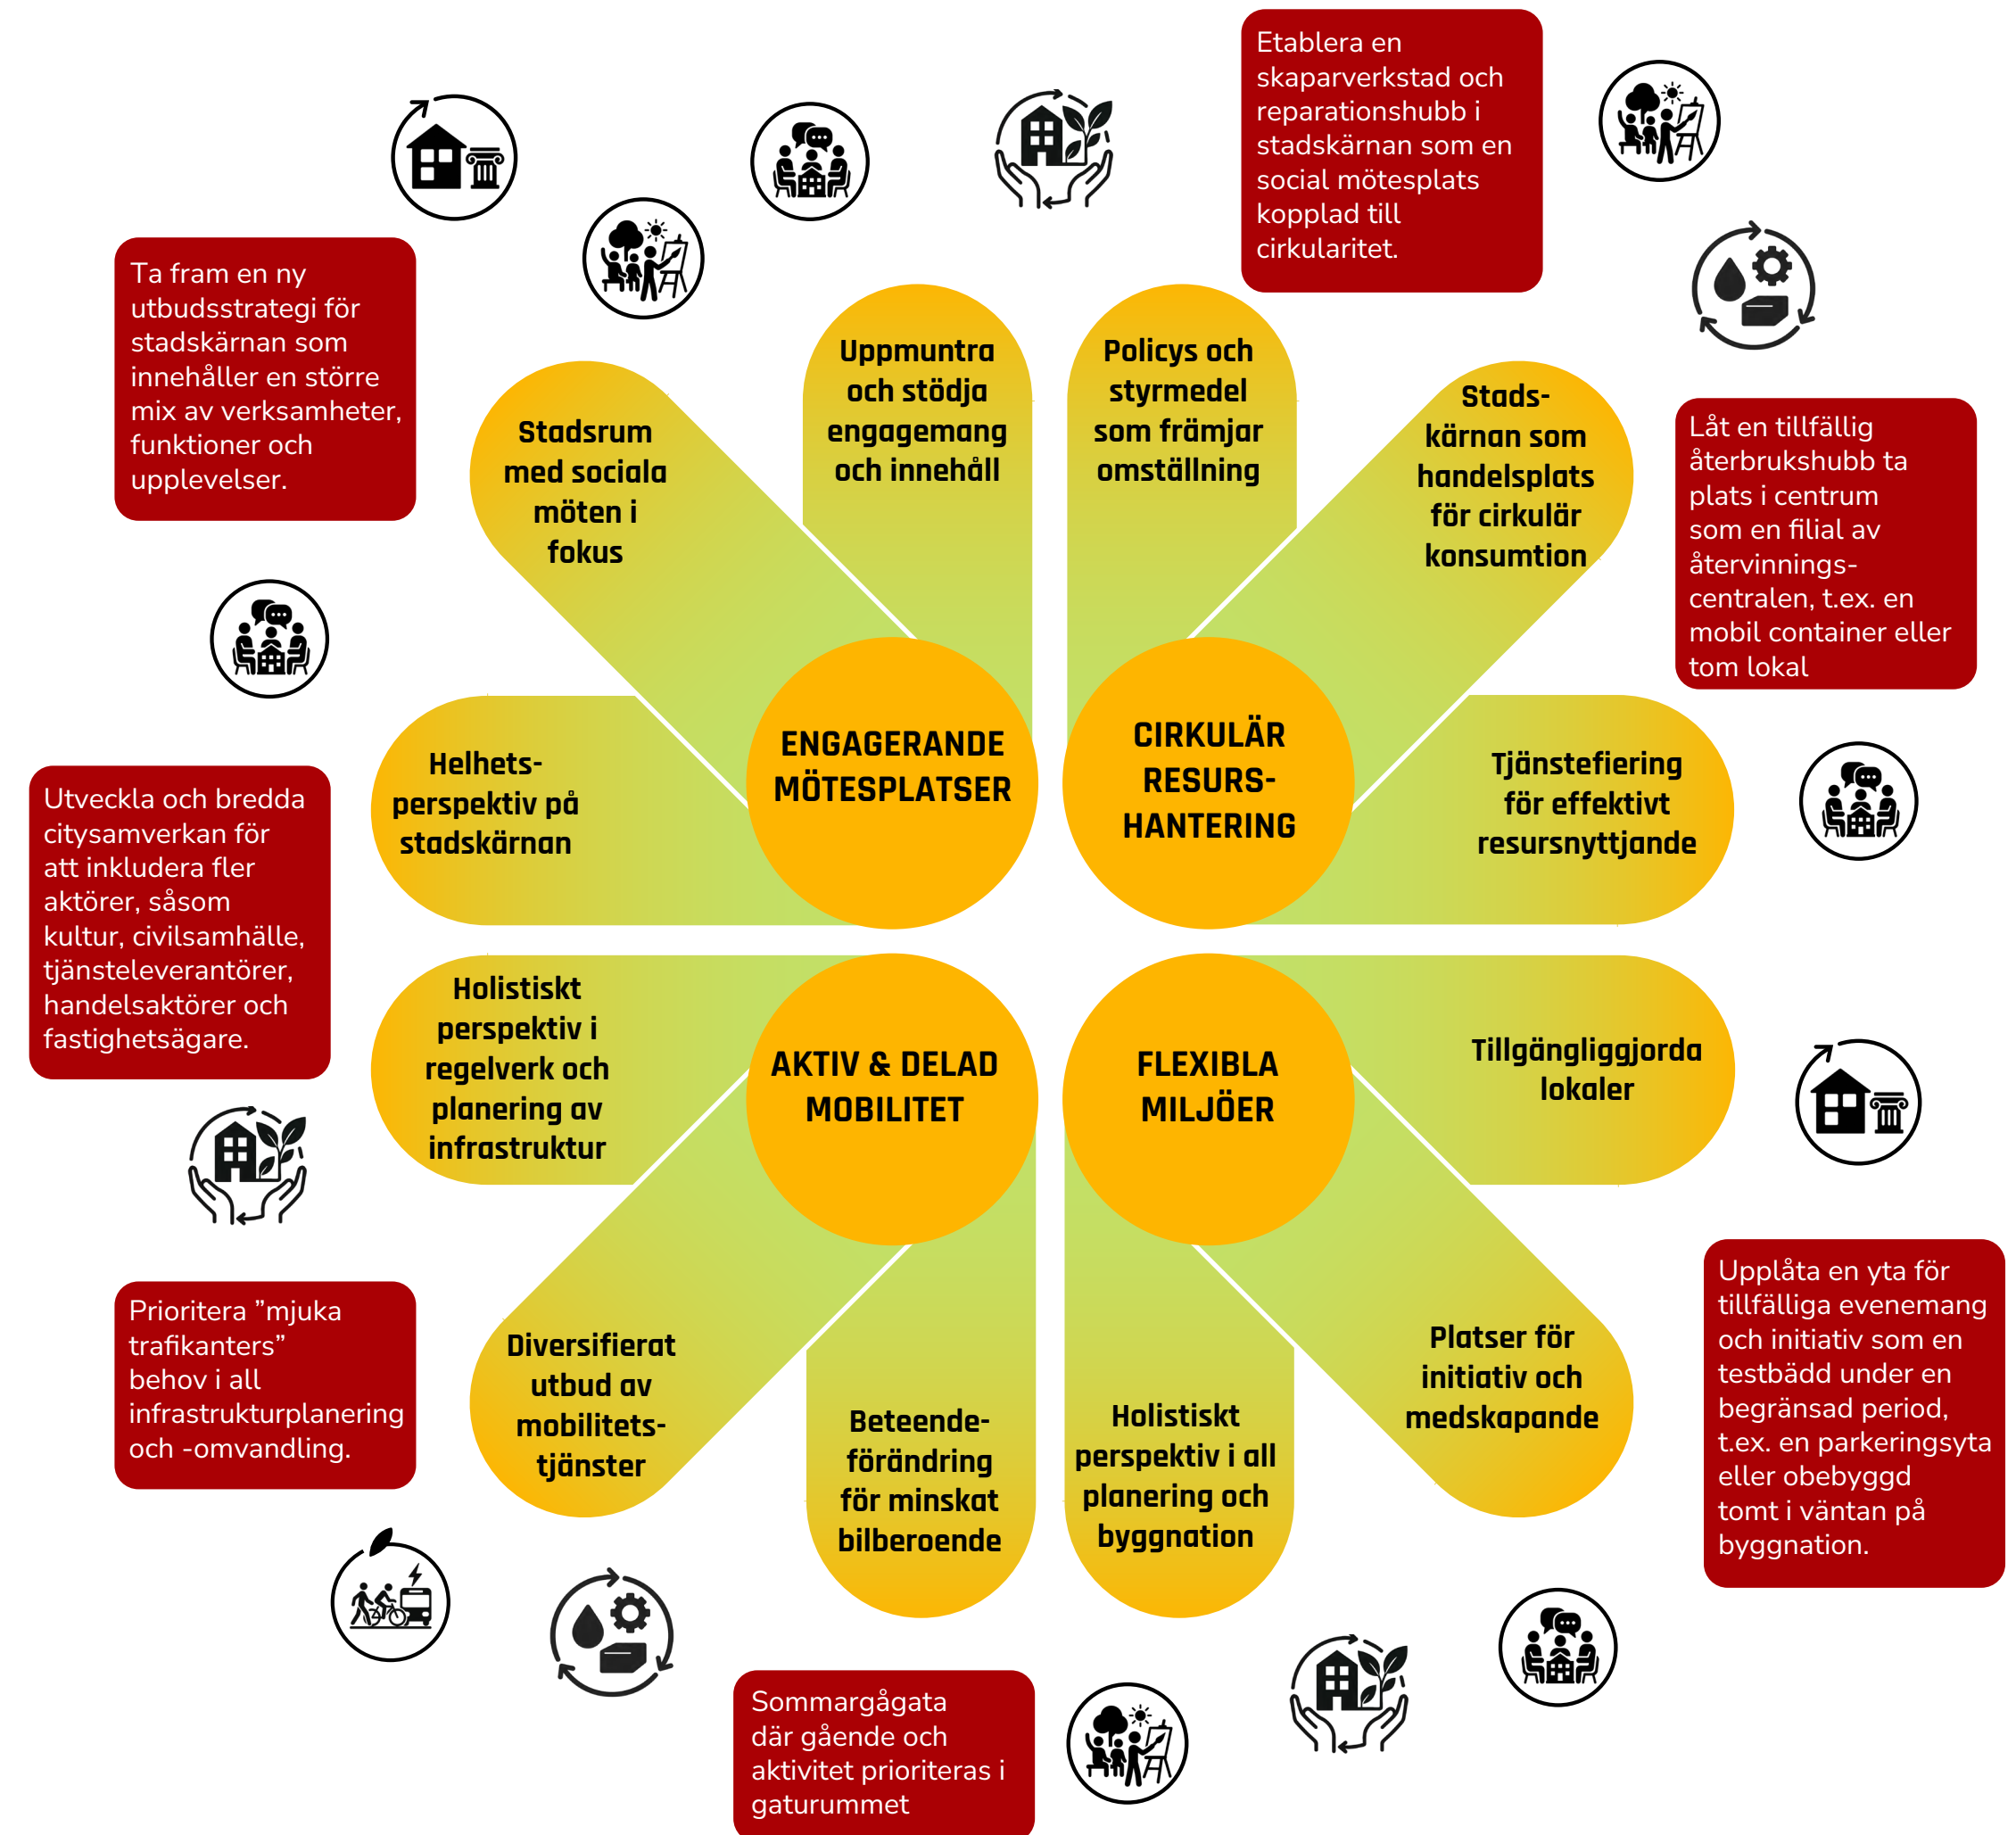 Etablera en
skaparverkstad och
reparationshubb i
stadskärnan som en
social mötesplats
kopplad till
cirkularitet.
Ta fram en ny
utbudsstrategi för
stadskärnan som
innehåller en större
mix av verksamheter,
funktioner och
upplevelser.
Uppmuntra
och stödja
engagemang
och innehåll
Policys och
styrmedel
som främjar
omställning
Stadsrum
med sociala
möten i
fokus
Stads-
kärnan som
handelsplats
för cirkulär
konsumtion
Låt en tillfällig
återbrukshubb ta
plats i centrum
som en filial av
återvinnings-
centralen, t.ex. en
mobil container eller
tom lokal
Helhets-
perspektiv på
stadskärnan
ENGAGERANDE
MÖTESPLATSER
CIRKULÄR
RESURS-
HANTERING
Tjänstefiering
för effektivt
resursnyttjande
Utveckla och bredda
citysamverkan för
att inkludera fler
aktörer, såsom
kultur, civilsamhälle,
tjänsteleverantörer,
handelsaktörer och
fastighetsägare.
Holistiskt
perspektiv i
regelverk och
planering av
infrastruktur
AKTIV & DELAD
MOBILITET
FLEXIBLA
MILJÖER
Tillgängliggjorda
lokaler
Prioritera ”mjuka
trafikanters”
behov i all
infrastrukturplanering
och -omvandling.
Diversifierat
utbud av
mobilitets-
tjänster
Beteende-
förändring
för minskat
bilberoende
Holistiskt
perspektiv i all
planering och
byggnation
Platser för
initiativ och
medskapande
Upplåta en yta för
tillfälliga evenemang
och initiativ som en
testbädd under en
begränsad period,
t.ex. en parkeringsyta
eller obebyggd
tomt i väntan på
byggnation.
Sommargågata
där gående och
aktivitet prioriteras i
gaturummet